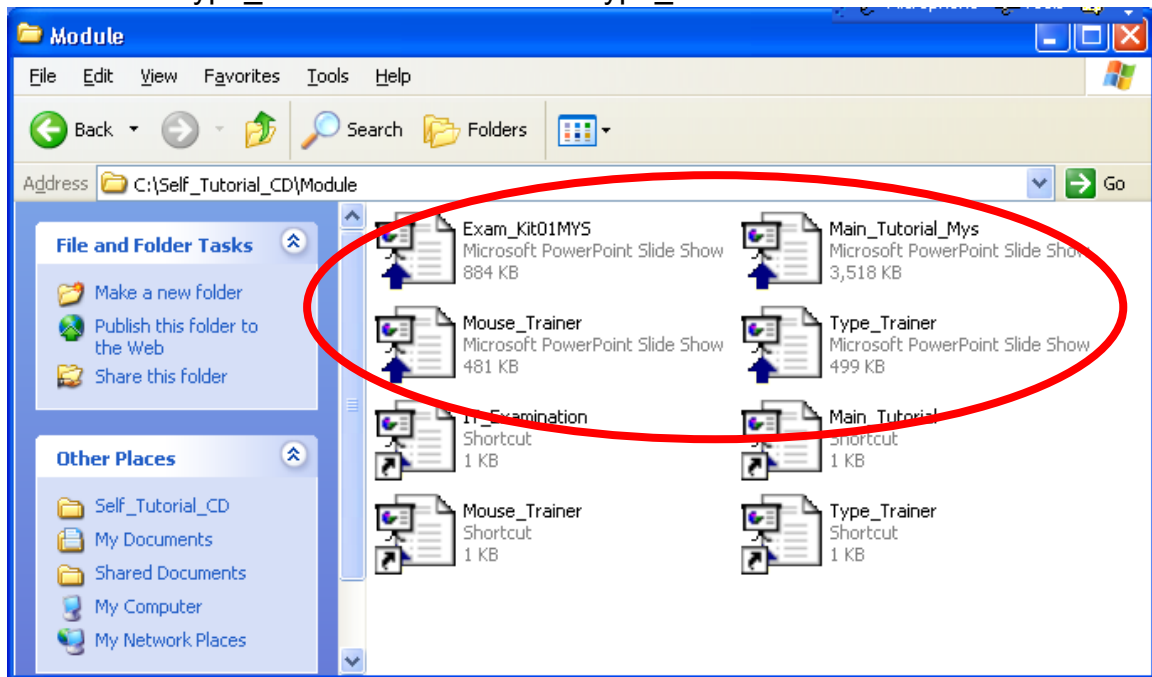 Module
File Edit View Favorites Tools Help
Back Search Folders
Address C:\Self_Tutorial_CD\Module Go
File and Folder Tasks
Make a new folder
Publish this folder to
the Web
Share this folder
Other Places
Self_Tutorial_CD
My Documents
Shared Documents
My Computer
My Network Places
Exam_Kit01MYS
Microsoft PowerPoint Slide Show
884 KB
Main_Tutorial_Mys
Microsoft PowerPoint Slide Show
3,518 KB
Mouse_Trainer
Microsoft PowerPoint Slide Show
481 KB
Type_Trainer
Microsoft PowerPoint Slide Show
499 KB
IT_Examination
Shortcut
1 KB
Main_Tutorial
Shortcut
1 KB
Mouse_Trainer
Shortcut
1 KB
Type_Trainer
Shortcut
1 KB